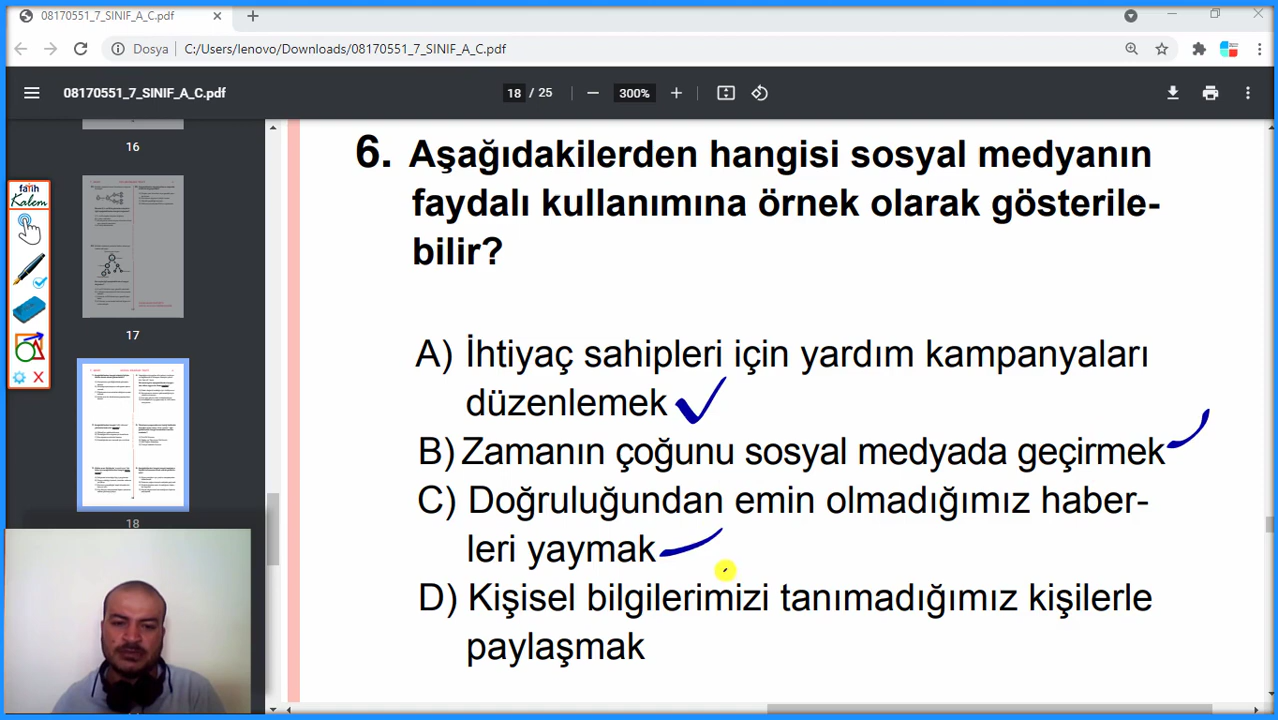 08170551_7_SINIF_A_C.pdf
Dosya
C:/Users/lenovo/Downloads/08170551_7_SINIF_A_C.pdf
08170551_7_SINIF_A_C.pdf
18 / 25
300%
16
17
18
fatih
Kalem
6. Aşağıdakilerden hangisi sosyal medyanın
faydalı kullanımına örnek olarak gösterile-
bilir?
A) İhtiyaç sahipleri için yardım kampanyaları
düzenlemek
B) Zamanın çoğunu sosyal medyada geçirmek
C) Doğruluğundan emin olmadığımız haber-
leri yaymak
D) Kişisel bilgilerimizi tanımadığımız kişilerle
paylaşmak